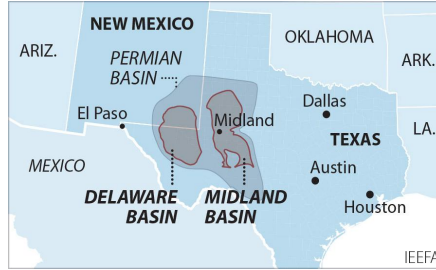 NEW MEXICO
OKLAHOMA
ARIZ.
PERMIAN
BASIN
ARK.
El Paso
Midland
Dallas
TEXAS
LA.
MEXICO
DELAWARE
BASIN
MIDLAND
BASIN
Austin
Houston
IEEFA